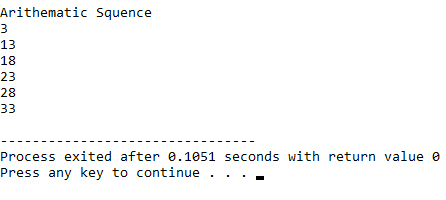 Arithematic Squence
3
13
18
23
28
33
--------------------------------
Process exited after 0.1051 seconds with return value 0
Press any key to continue . . .